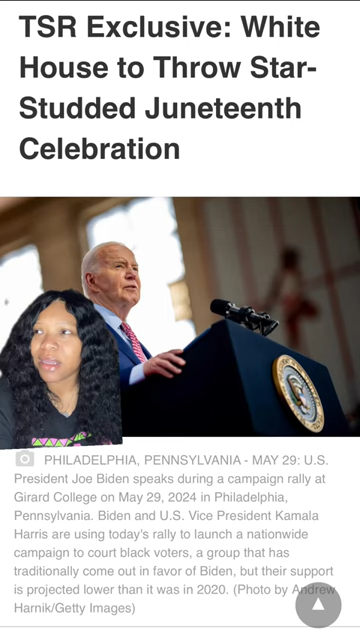 TSR Exclusive: White
House to Throw Star-
Studded Juneteenth
Celebration
PHILADELPHIA, PENNSYLVANIA - MAY 29: U.S.
President Joe Biden speaks during a campaign rally at
Girard College on May 29, 2024 in Philadelphia,
Pennsylvania. Biden and U.S. Vice President Kamala
Harris are using today's rally to launch a nationwide
campaign to court black voters, a group that has
traditionally come out in favor of Biden, but their support
is projected lower than it was in 2020. (Photo by Andrew
Harnik/Getty Images)